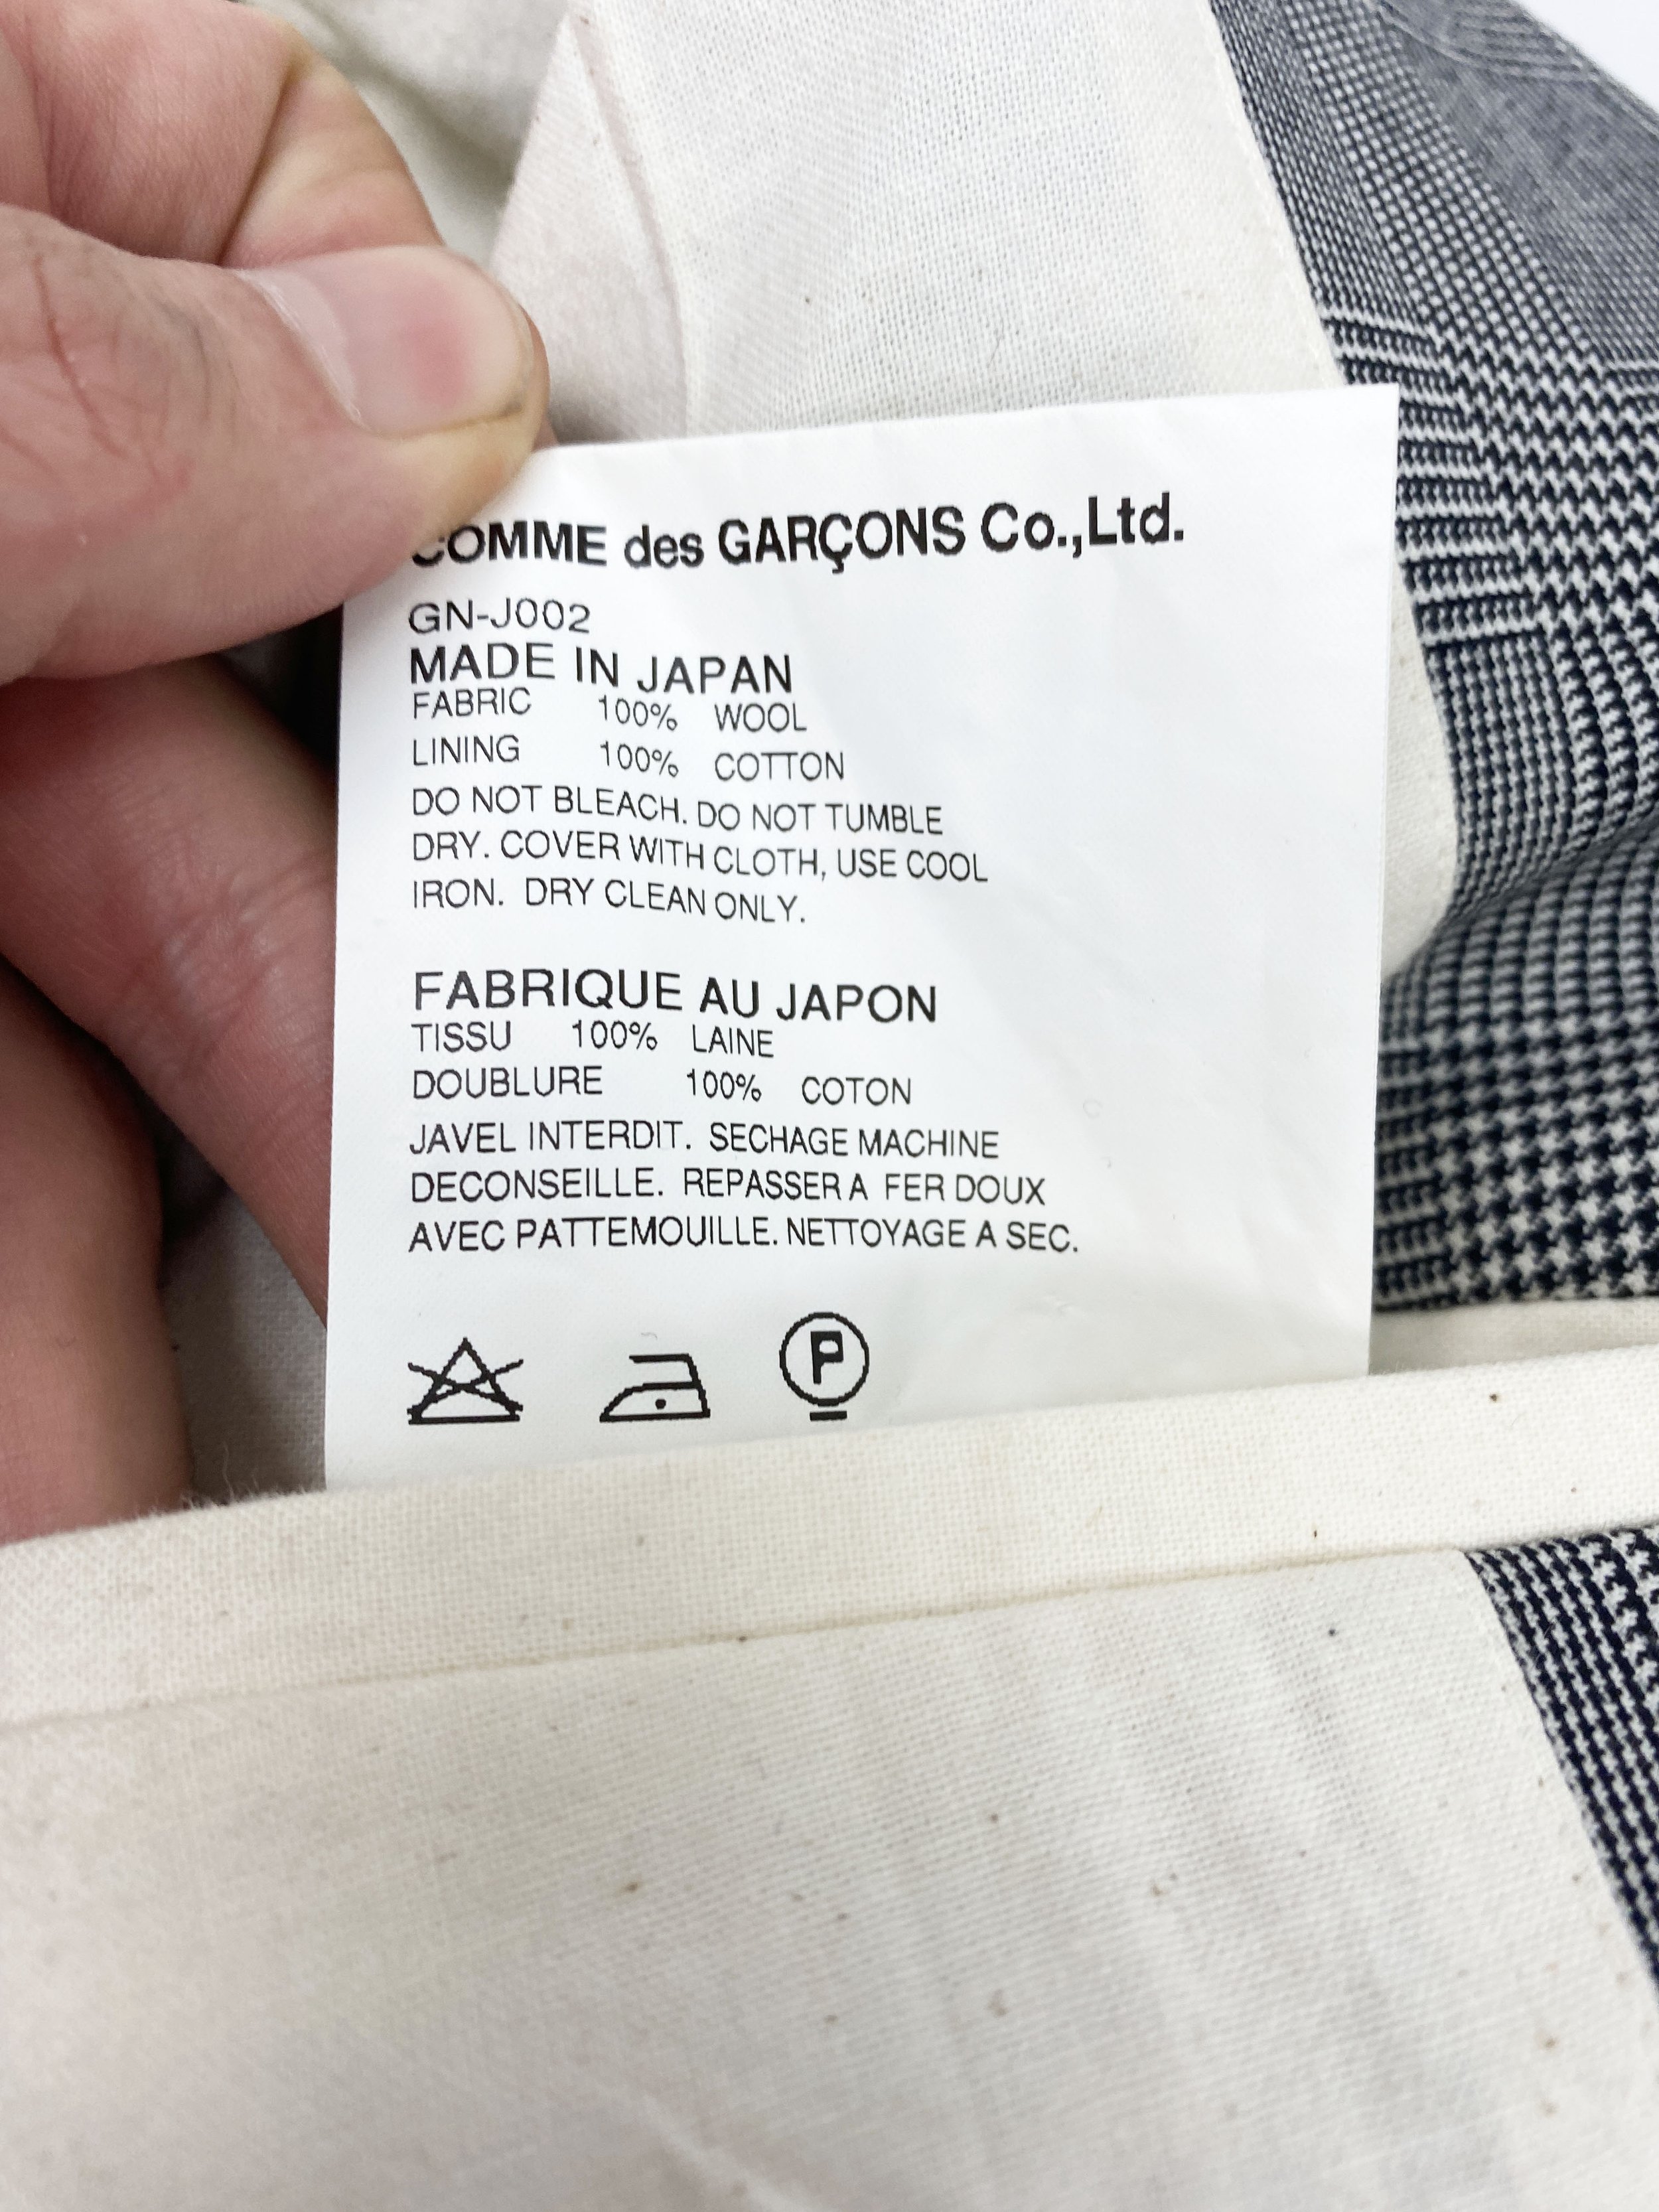 COMME des GARÇONS Co.,Ltd.
GN-J002
MADE IN JAPAN
FABRIC 100% WOOL
LINING 100% COTTON
DO NOT BLEACH. DO NOT TUMBLE
DRY. COVER WITH CLOTH, USE COOL
IRON. DRY CLEAN ONLY.
FABRIQUE AU JAPON
TISSU 100% LAINE
DOUBLURE 100% COTON
JAVEL INTERDIT. SECHAGE MACHINE
DECONSEILLE. REPASSER A FER DOUX
AVEC PATTEMOUILLE. NETTOYAGE A SEC.
P